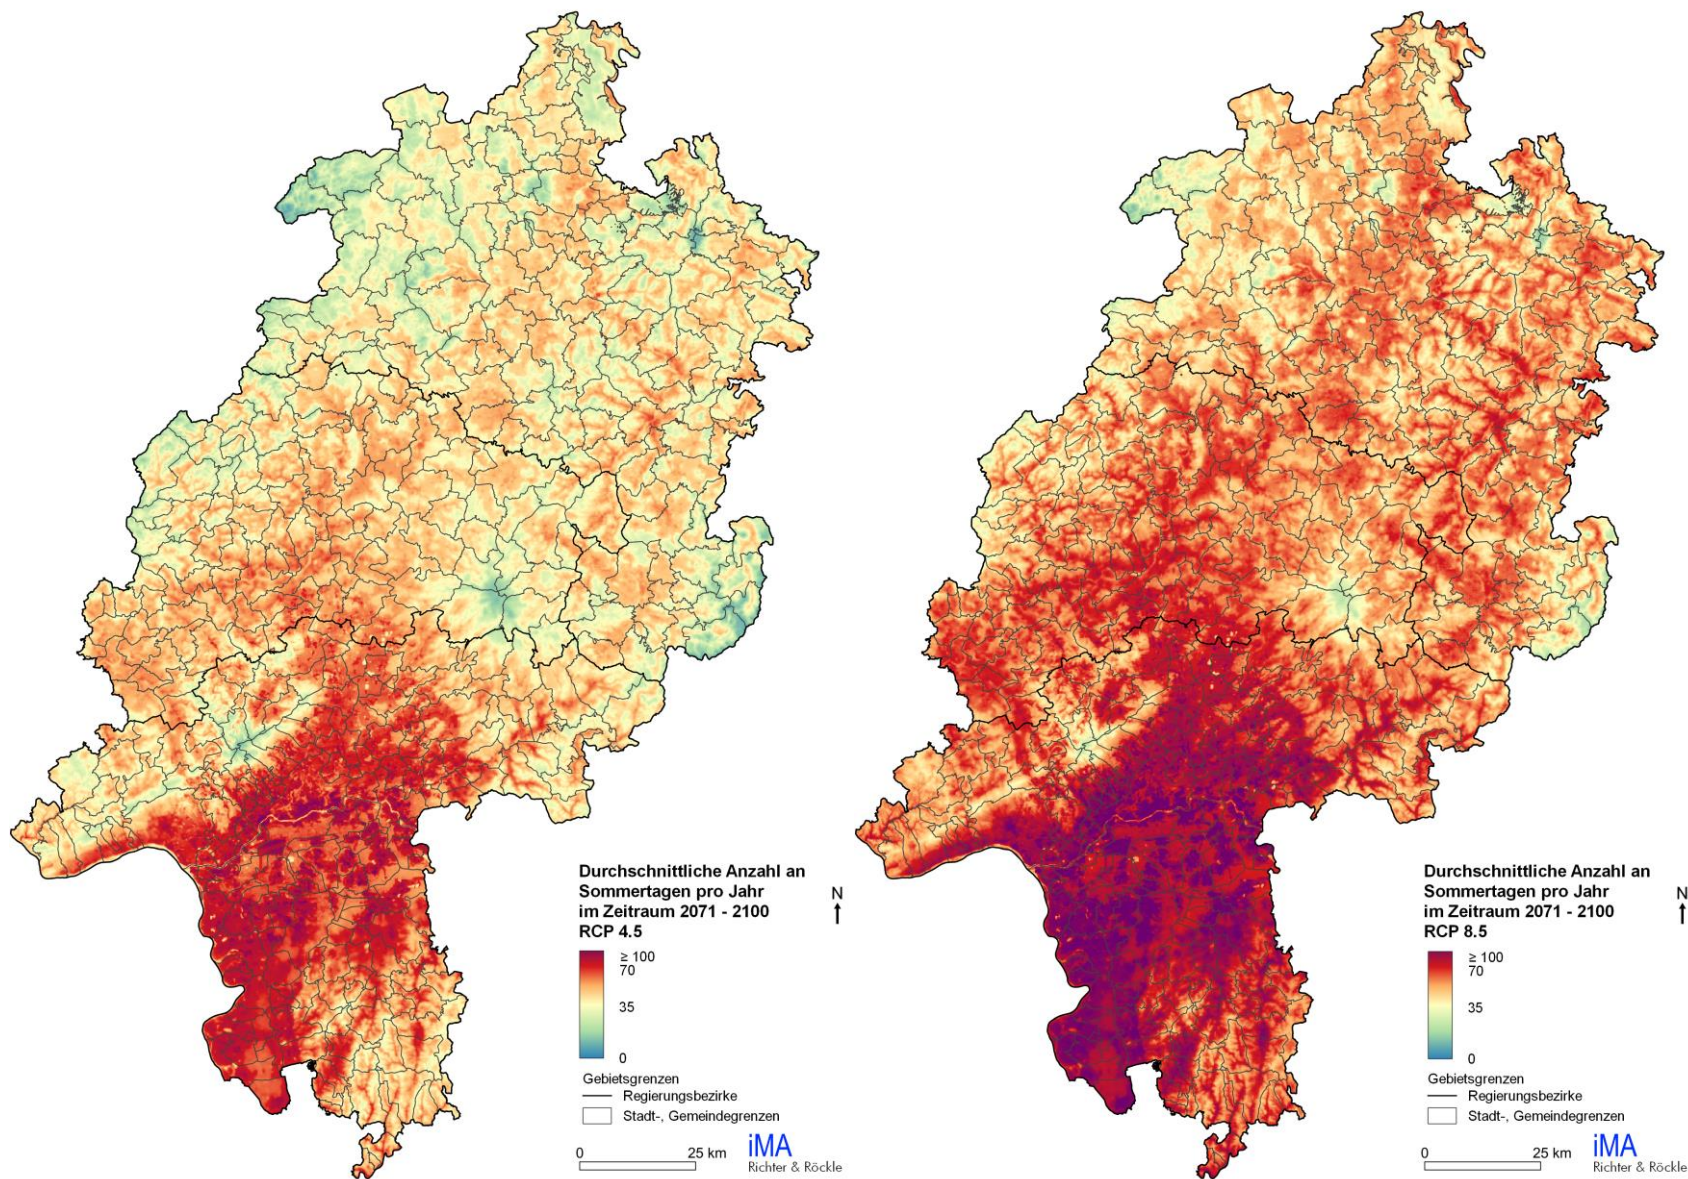 Durchschnittliche Anzahl an
Sommertagen pro Jahr
im Zeitraum 2071 - 2100
RCP 4.5
≥ 100
70
35
0
N
Gebietsgrenzen
Regierungsbezirke
Stadt-, Gemeindegrenzen
0 25 km
iMA
Richter & Röckle
Durchschnittliche Anzahl an
Sommertagen pro Jahr
im Zeitraum 2071 - 2100
RCP 8.5
≥ 100
70
35
0
N
Gebietsgrenzen
Regierungsbezirke
Stadt-, Gemeindegrenzen
0 25 km
iMA
Richter & Röckle